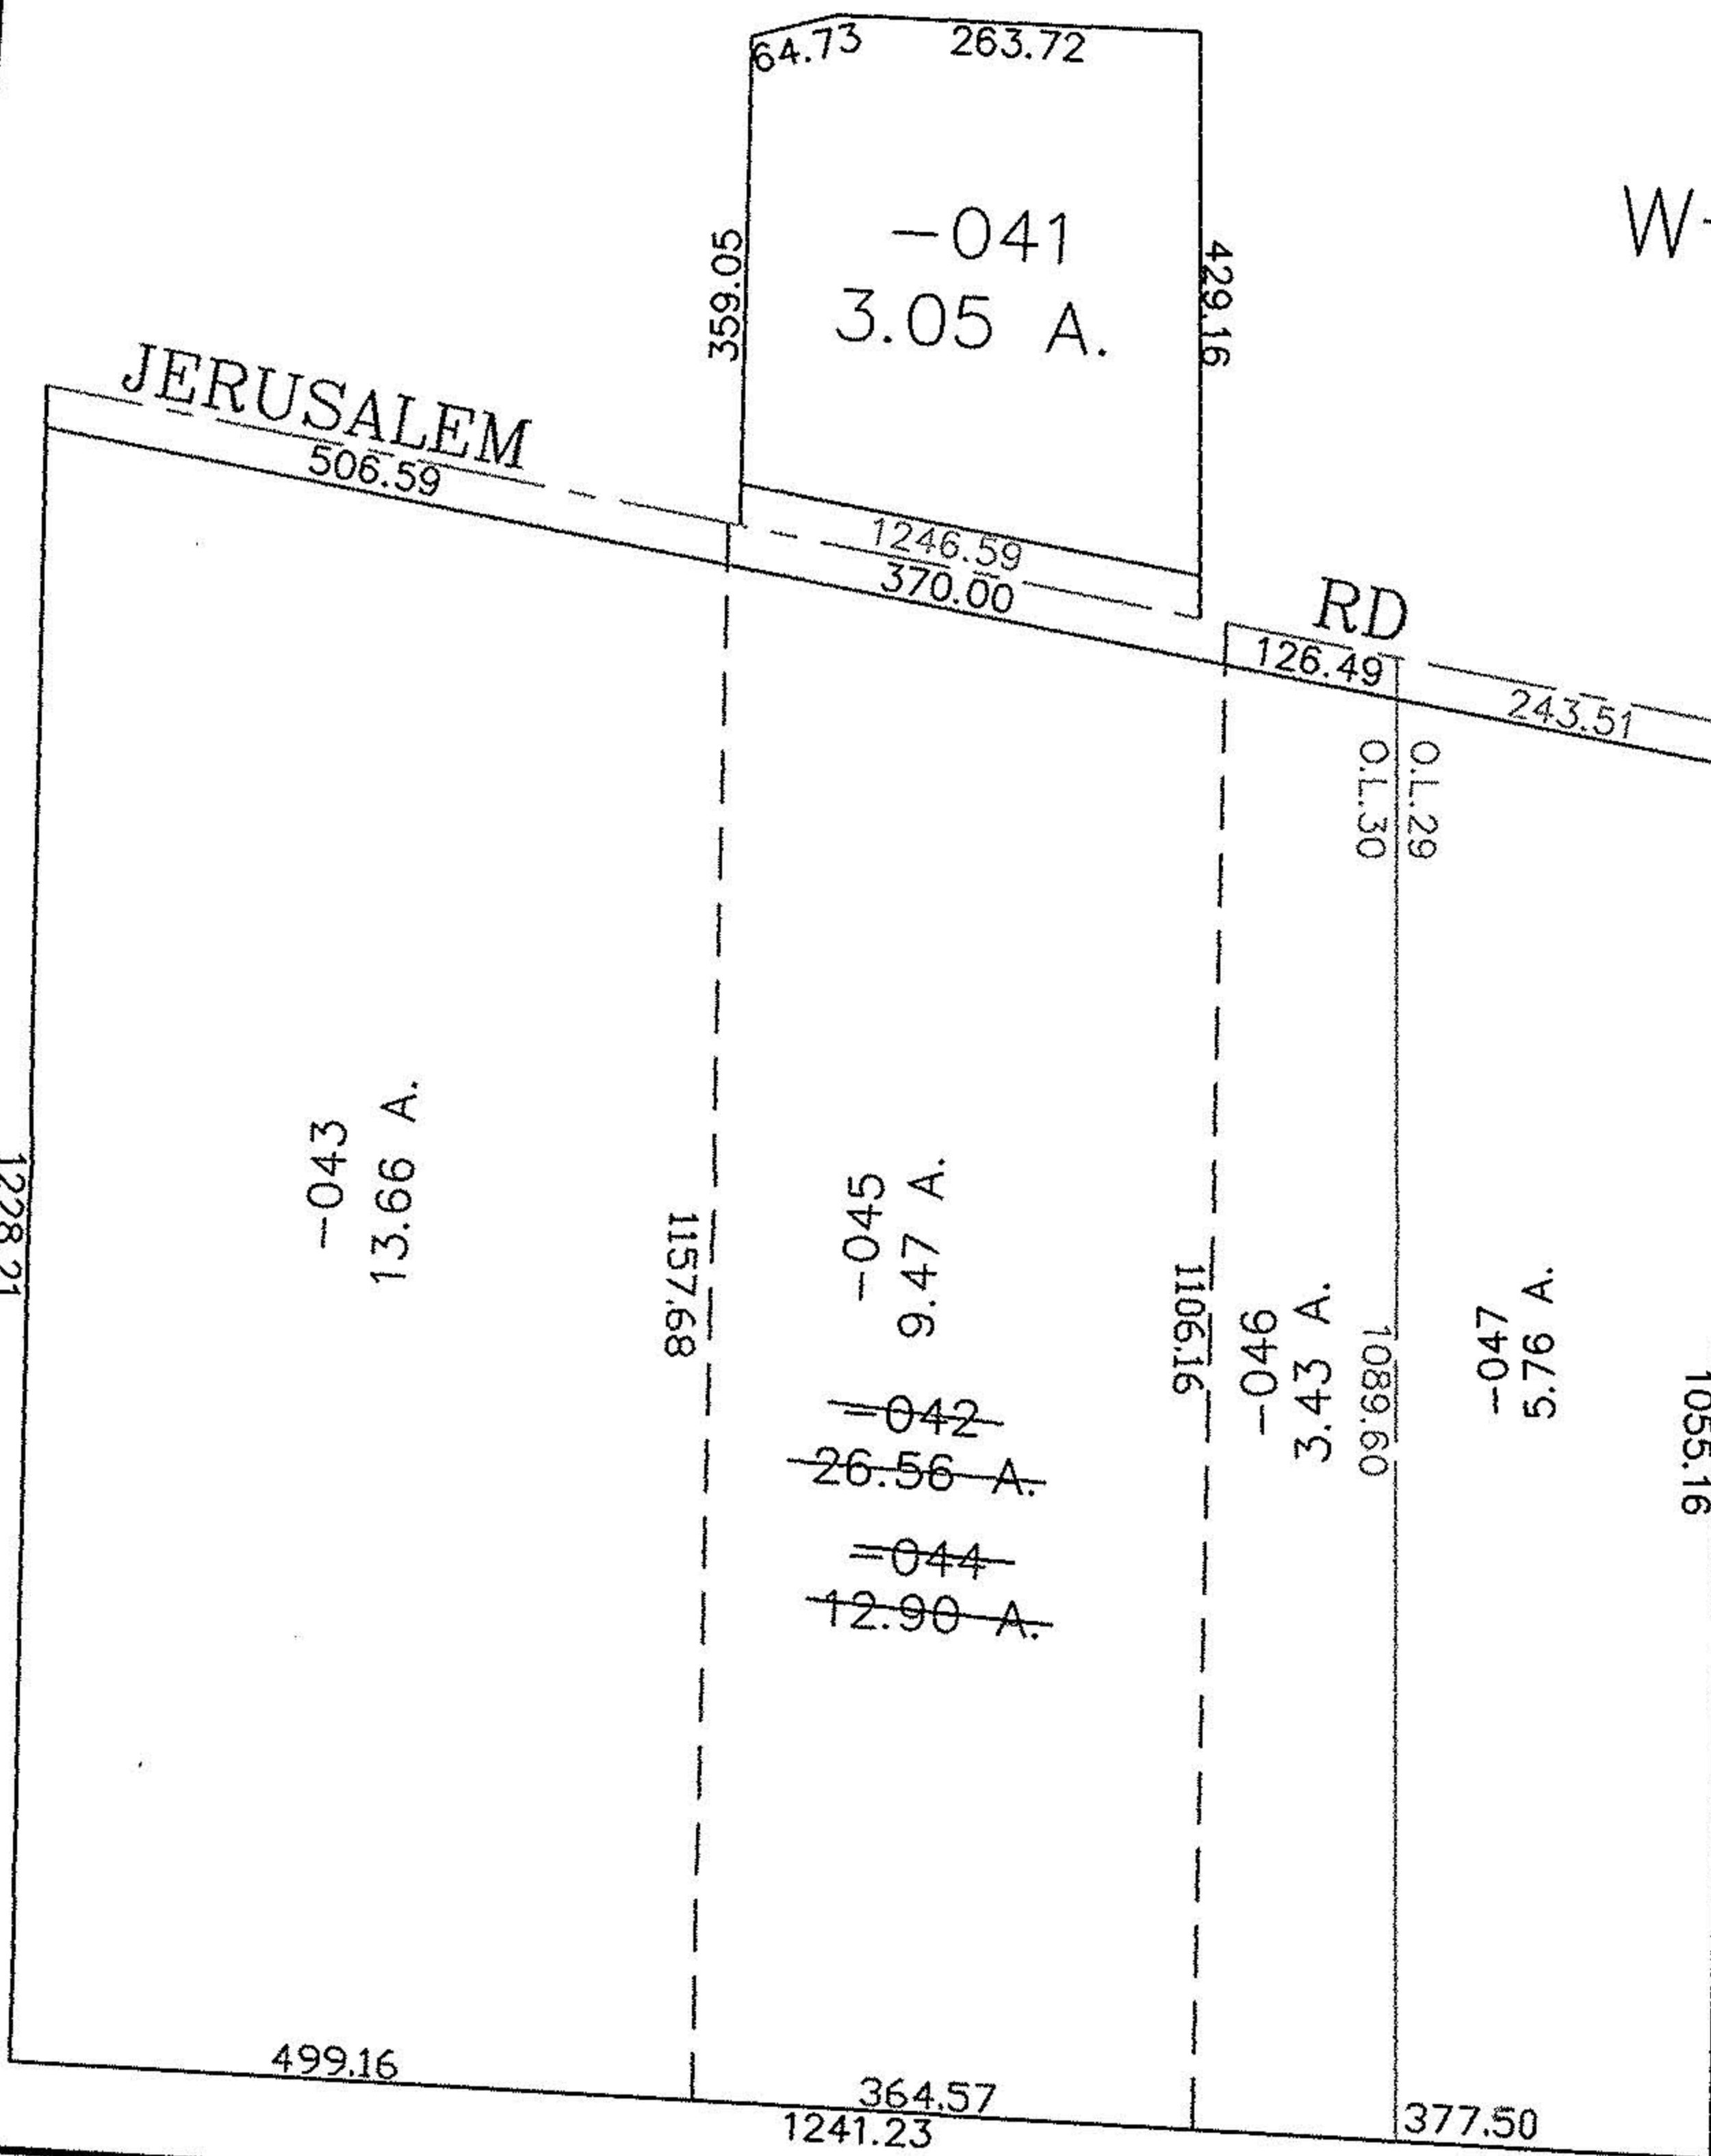 64.73
263.72
W-
-041
3.05 A.
359.05
429.16
JERUSALEM
506.59
1246.59
370.00
RD
126.49
243.51
O.L.29
O.L.30
-043
13.66 A.
1228.21
1157.68
-045
9.47 A.
-042
26.56 A.
-044
12.90 A.
1106.16
-046
3.43 A.
1089.60
-047
5.76 A.
1055.16
499.16
364.57
1241.23
377.50